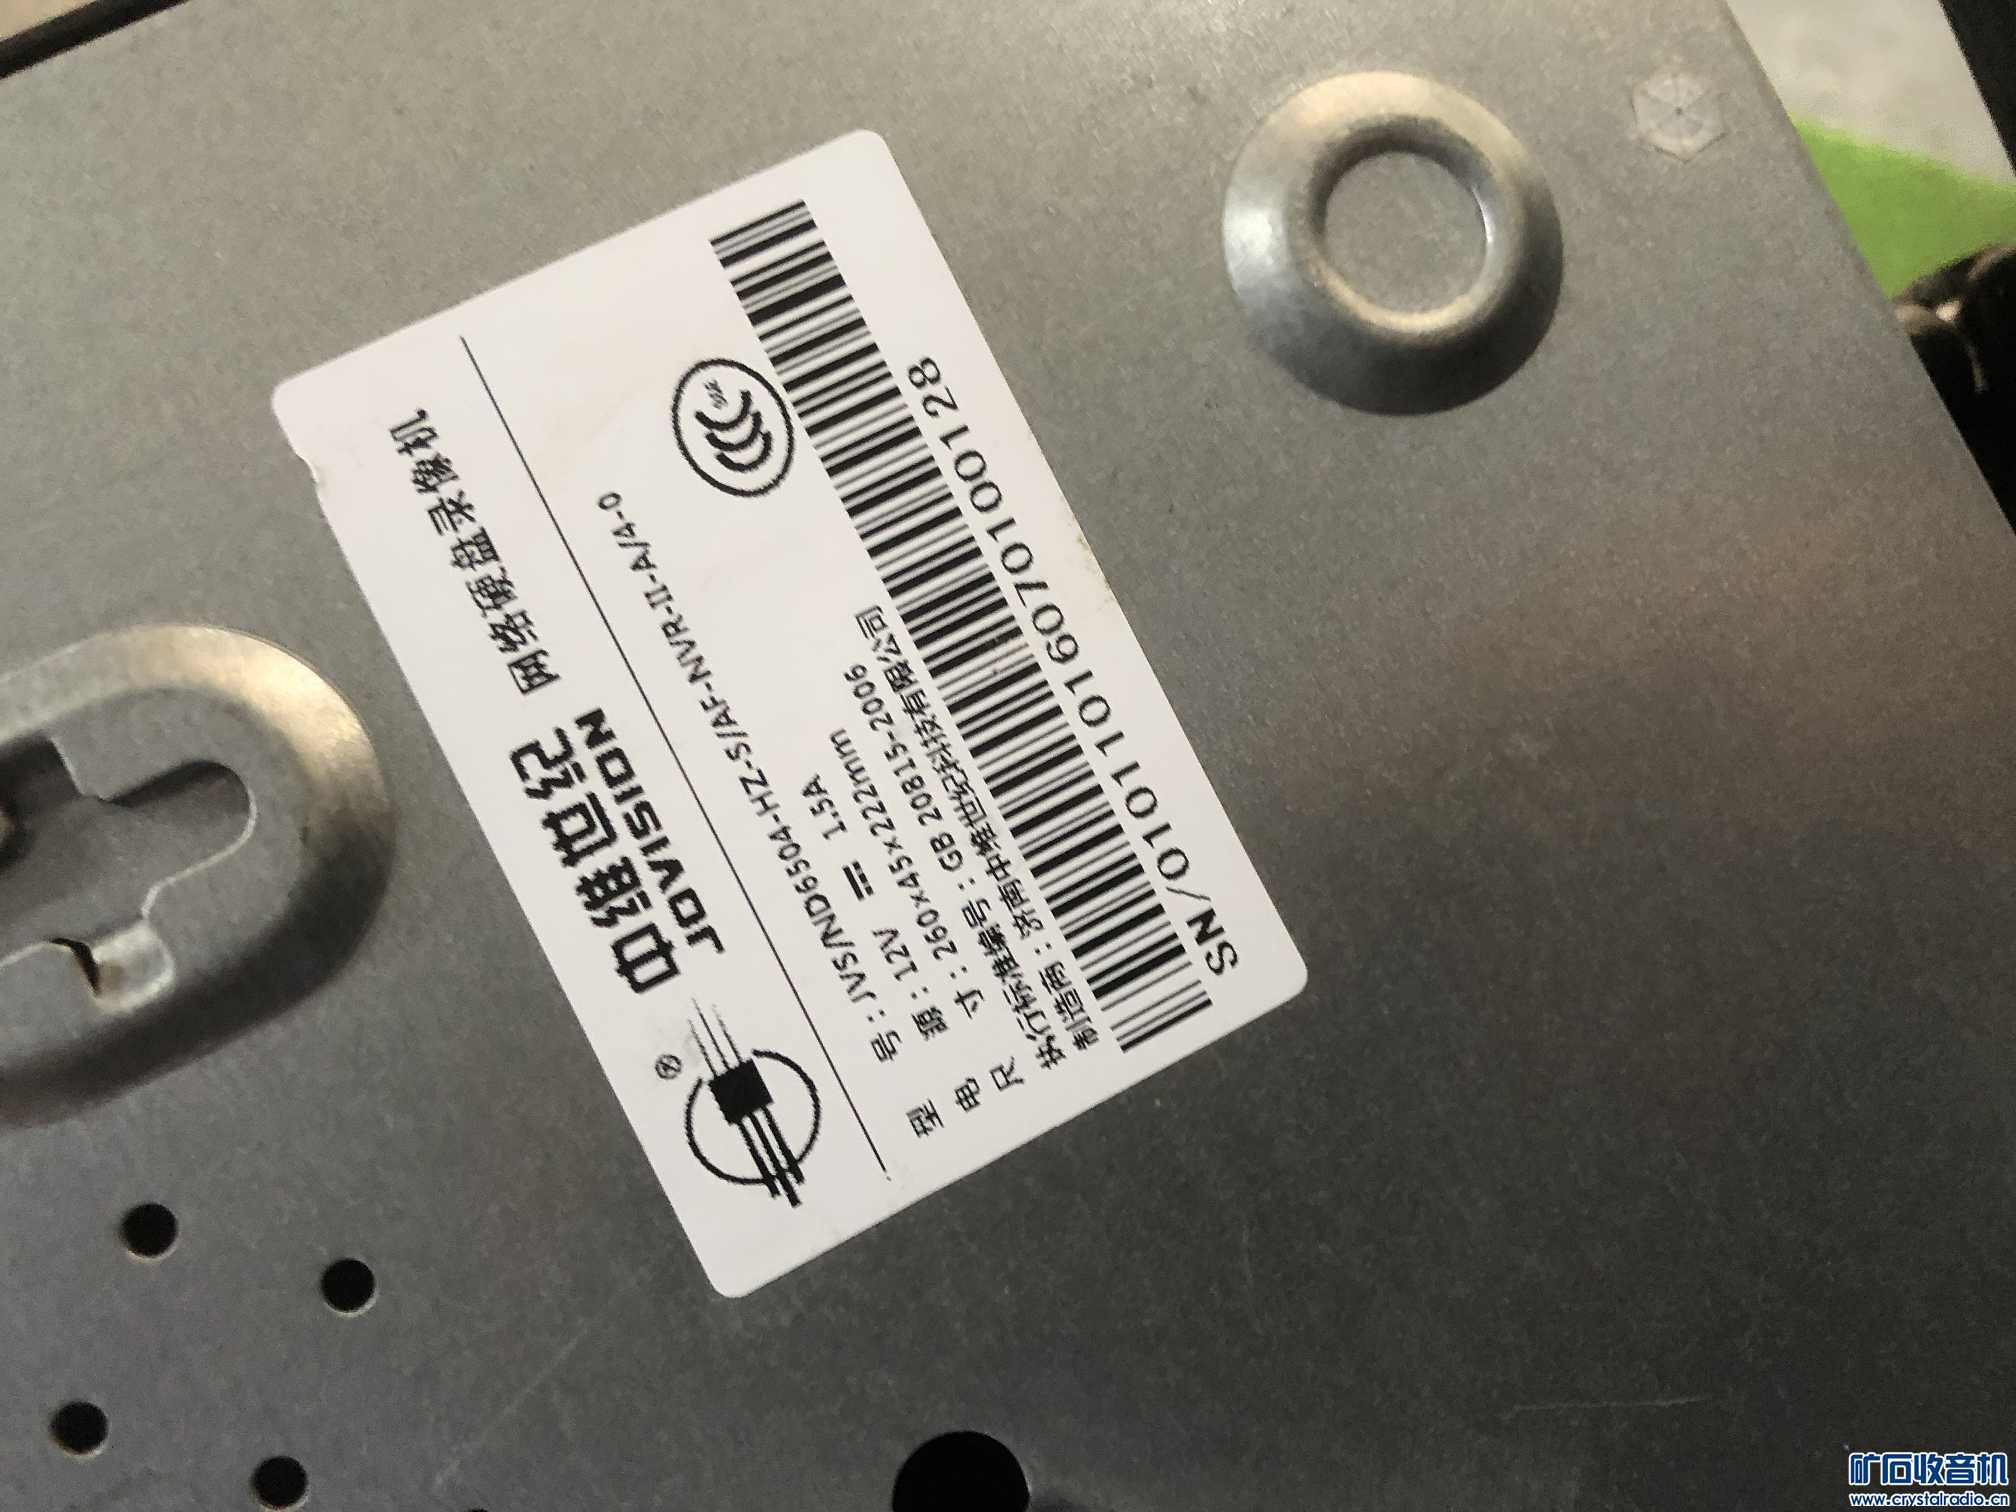 中维世纪 网络硬盘录像机
JOVISION
®
型 号：JVS/ND6504-HZ-S/AF-NVR-II-A/4-0
电 源：12V ⎓ 1.5A
尺 寸：260×45×222mm
执行标准编号：GB 20815-2006
制造商：济南中维世纪科技有限公司
SN/0101101016070100128
矿石收音机
www.crystalradio.cn